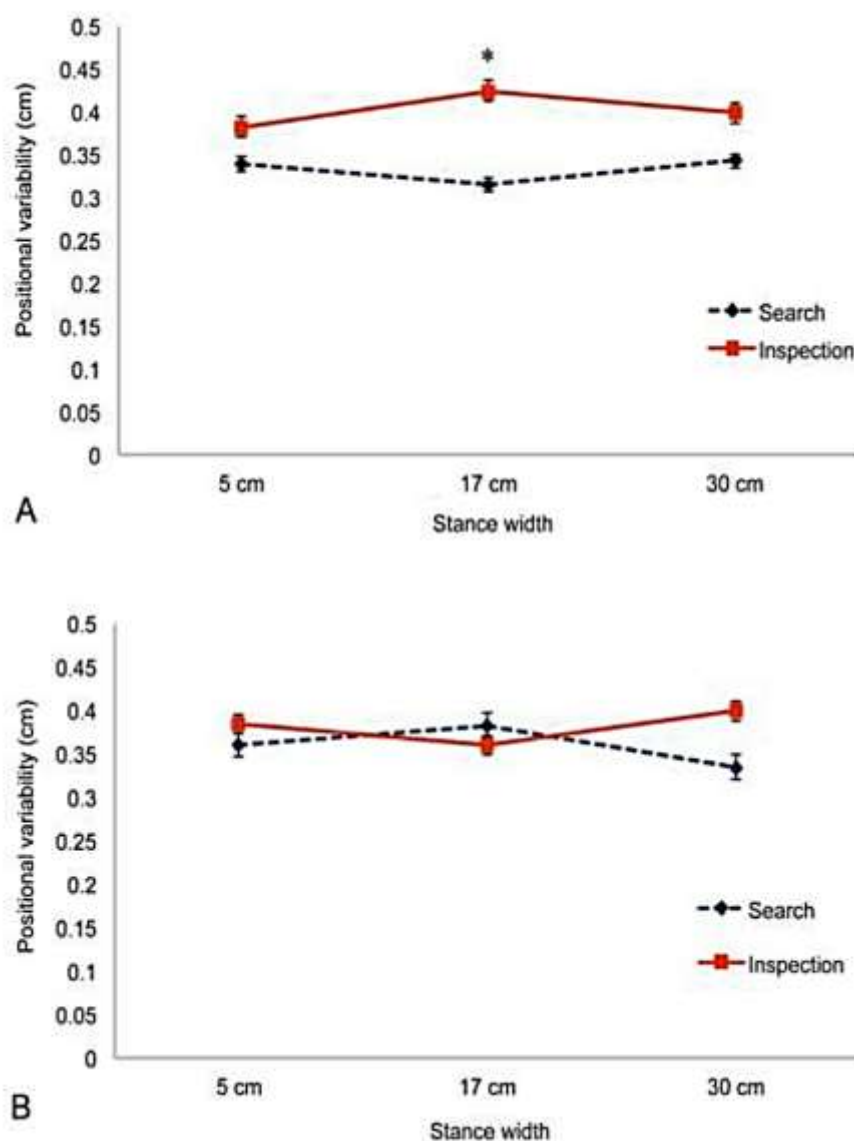 0.5
0.45
0.4
0.35
0.3
0.25
0.2
0.15
0.1
0.05
0
Positional variability (cm)
*
Search
Inspection
5 cm 17 cm 30 cm
Stance width
A
0.5
0.45
0.4
0.35
0.3
0.25
0.2
0.15
0.1
0.05
0
Positional variability (cm)
Search
Inspection
5 cm 17 cm 30 cm
Stance width
B